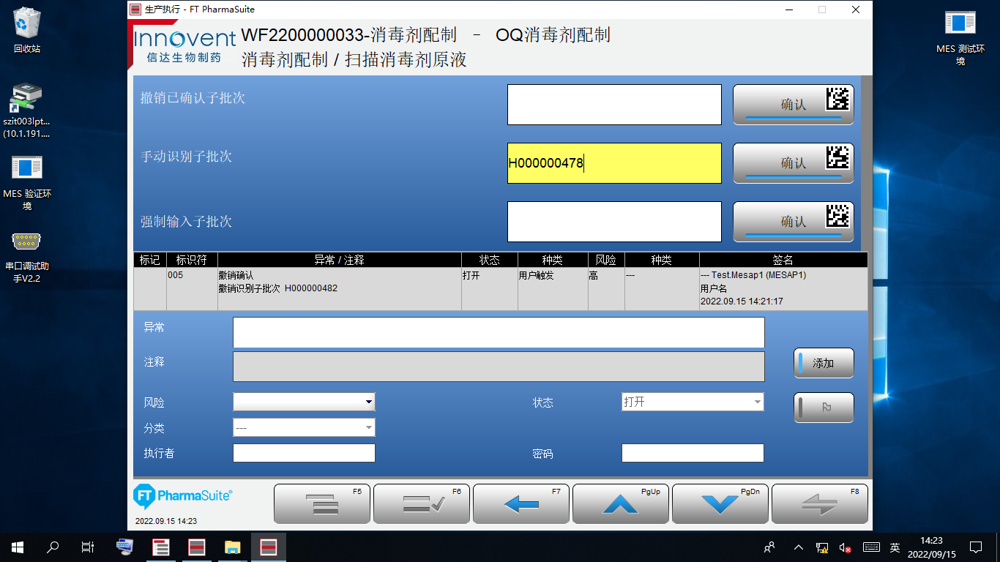 回收站
szit003lpt...
(10.1.191....
MES 验证环
境
串口调试助
手V2.2
MES 测试环
境
生产执行 - FT PharmaSuite
Innovent
信达生物制药
WF2200000033-消毒剂配制 - OQ消毒剂配制
消毒剂配制 / 扫描消毒剂原液
撤销已确认子批次
确认
手动识别子批次
H000000478
确认
强制输入子批次
确认
标记 标识符 异常 / 注释 状态 种类 风险 种类 签名
005 撤销确认 打开 用户触发 高 --- --- Test.Mesap1 (MESAP1)
撤销识别子批次 H000000482 用户名
2022.09.15 14:21:17
异常
注释
添加
风险
状态 打开
分类 ---
执行者
密码
FT PharmaSuite®
2022.09.15 14:23
F5
F6
F7
PgUp
PgDn
F8
英
14:23
2022/09/15